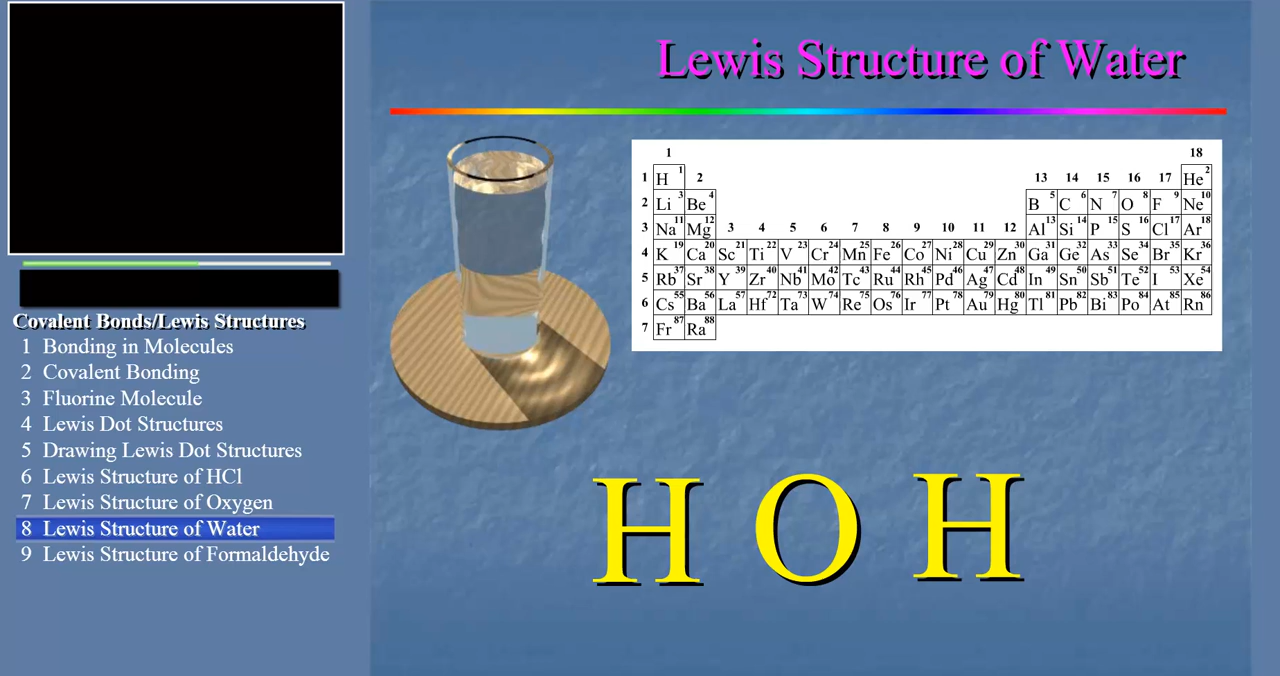 Lewis Structure of Water
1 18
H 1 2 13 14 15 16 17 He 2
1
2 Li 3 Be 4 B 5 C 6 N 7 O 8 F 9 Ne 10
3 Na 11 Mg 12 3 4 5 6 7 8 9 10 11 12 Al 13 Si 14 P 15 S 16 Cl 17 Ar 18
4 K 19 Ca 20 Sc 21 Ti 22 V 23 Cr 24 Mn 25 Fe 26 Co 27 Ni 28 Cu 29 Zn 30 Ga 31 Ge 32 As 33 Se 34 Br 35 Kr 36
5 Rb 37 Sr 38 Y 39 Zr 40 Nb 41 Mo 42 Tc 43 Ru 44 Rh 45 Pd 46 Ag 47 Cd 48 In 49 Sn 50 Sb 51 Te 52 I 53 Xe 54
6 Cs 55 Ba 56 La 57 Hf 72 Ta 73 W 74 Re 75 Os 76 Ir 77 Pt 78 Au 79 Hg 80 Tl 81 Pb 82 Bi 83 Po 84 At 85 Rn 86
7 Fr 87 Ra 88
H O H
Covalent Bonds/Lewis Structures
1 Bonding in Molecules
2 Covalent Bonding
3 Fluorine Molecule
4 Lewis Dot Structures
5 Drawing Lewis Dot Structures
6 Lewis Structure of HCl
7 Lewis Structure of Oxygen
8 Lewis Structure of Water
9 Lewis Structure of Formaldehyde